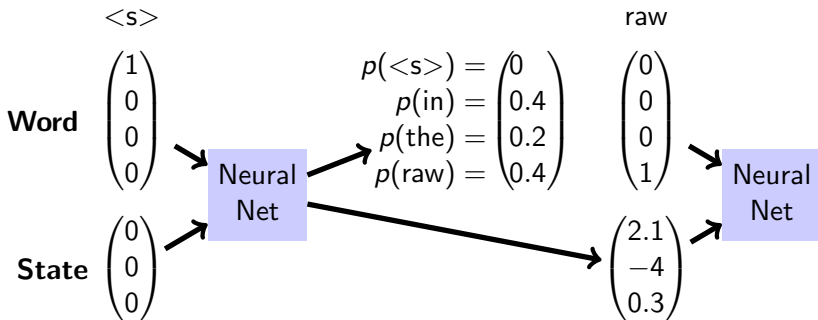 <s> raw
Word
1
0
0
0
p(<s>) = 0
p(in) = 0.4
p(the) = 0.2
p(raw) = 0.4
0
0
0
1
Neural
Net
Neural
Net
State
0
0
0
2.1
−4
0.3